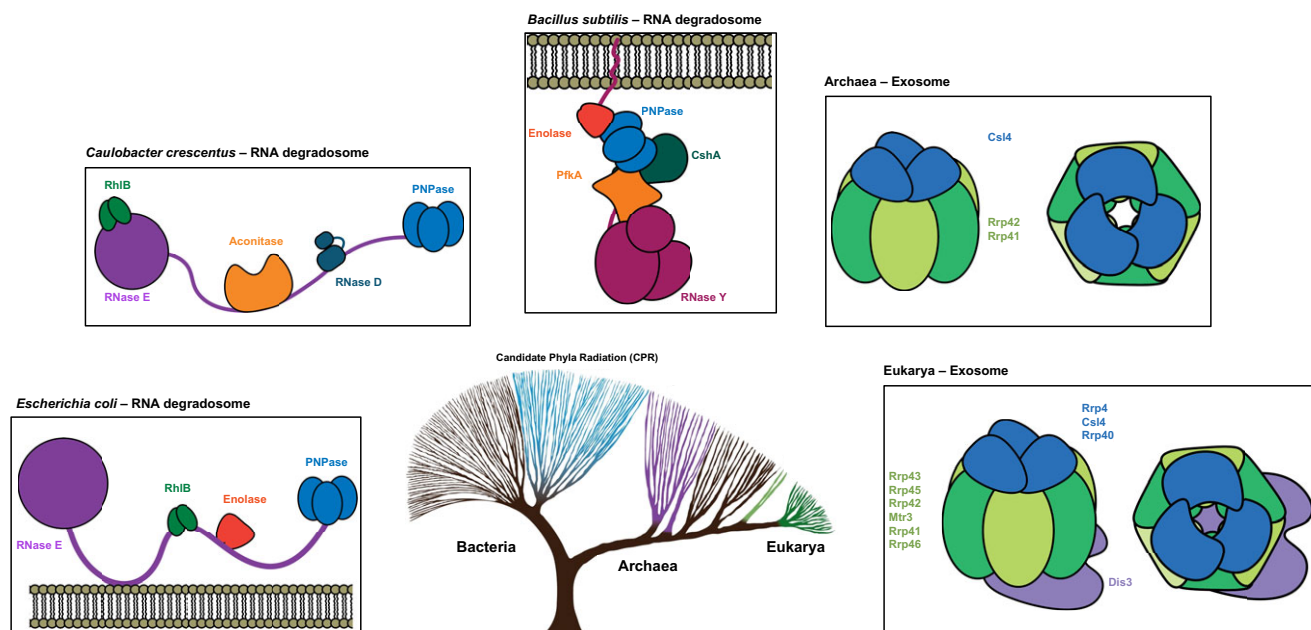 Bacillus subtilis – RNA degradosome
PNPase
Enolase
CshA
PfkA
RNase Y
Archaea – Exosome
Csl4
Rrp42
Rrp41
Caulobacter crescentus – RNA degradosome
RhlB
PNPase
Aconitase
RNase D
RNase E
Candidate Phyla Radiation (CPR)
Bacteria
Archaea
Eukarya
Escherichia coli – RNA degradosome
PNPase
RhlB
Enolase
RNase E
Eukarya – Exosome
Rrp4
Csl4
Rrp40
Rrp43
Rrp45
Rrp42
Mtr3
Rrp41
Rrp46
Dis3